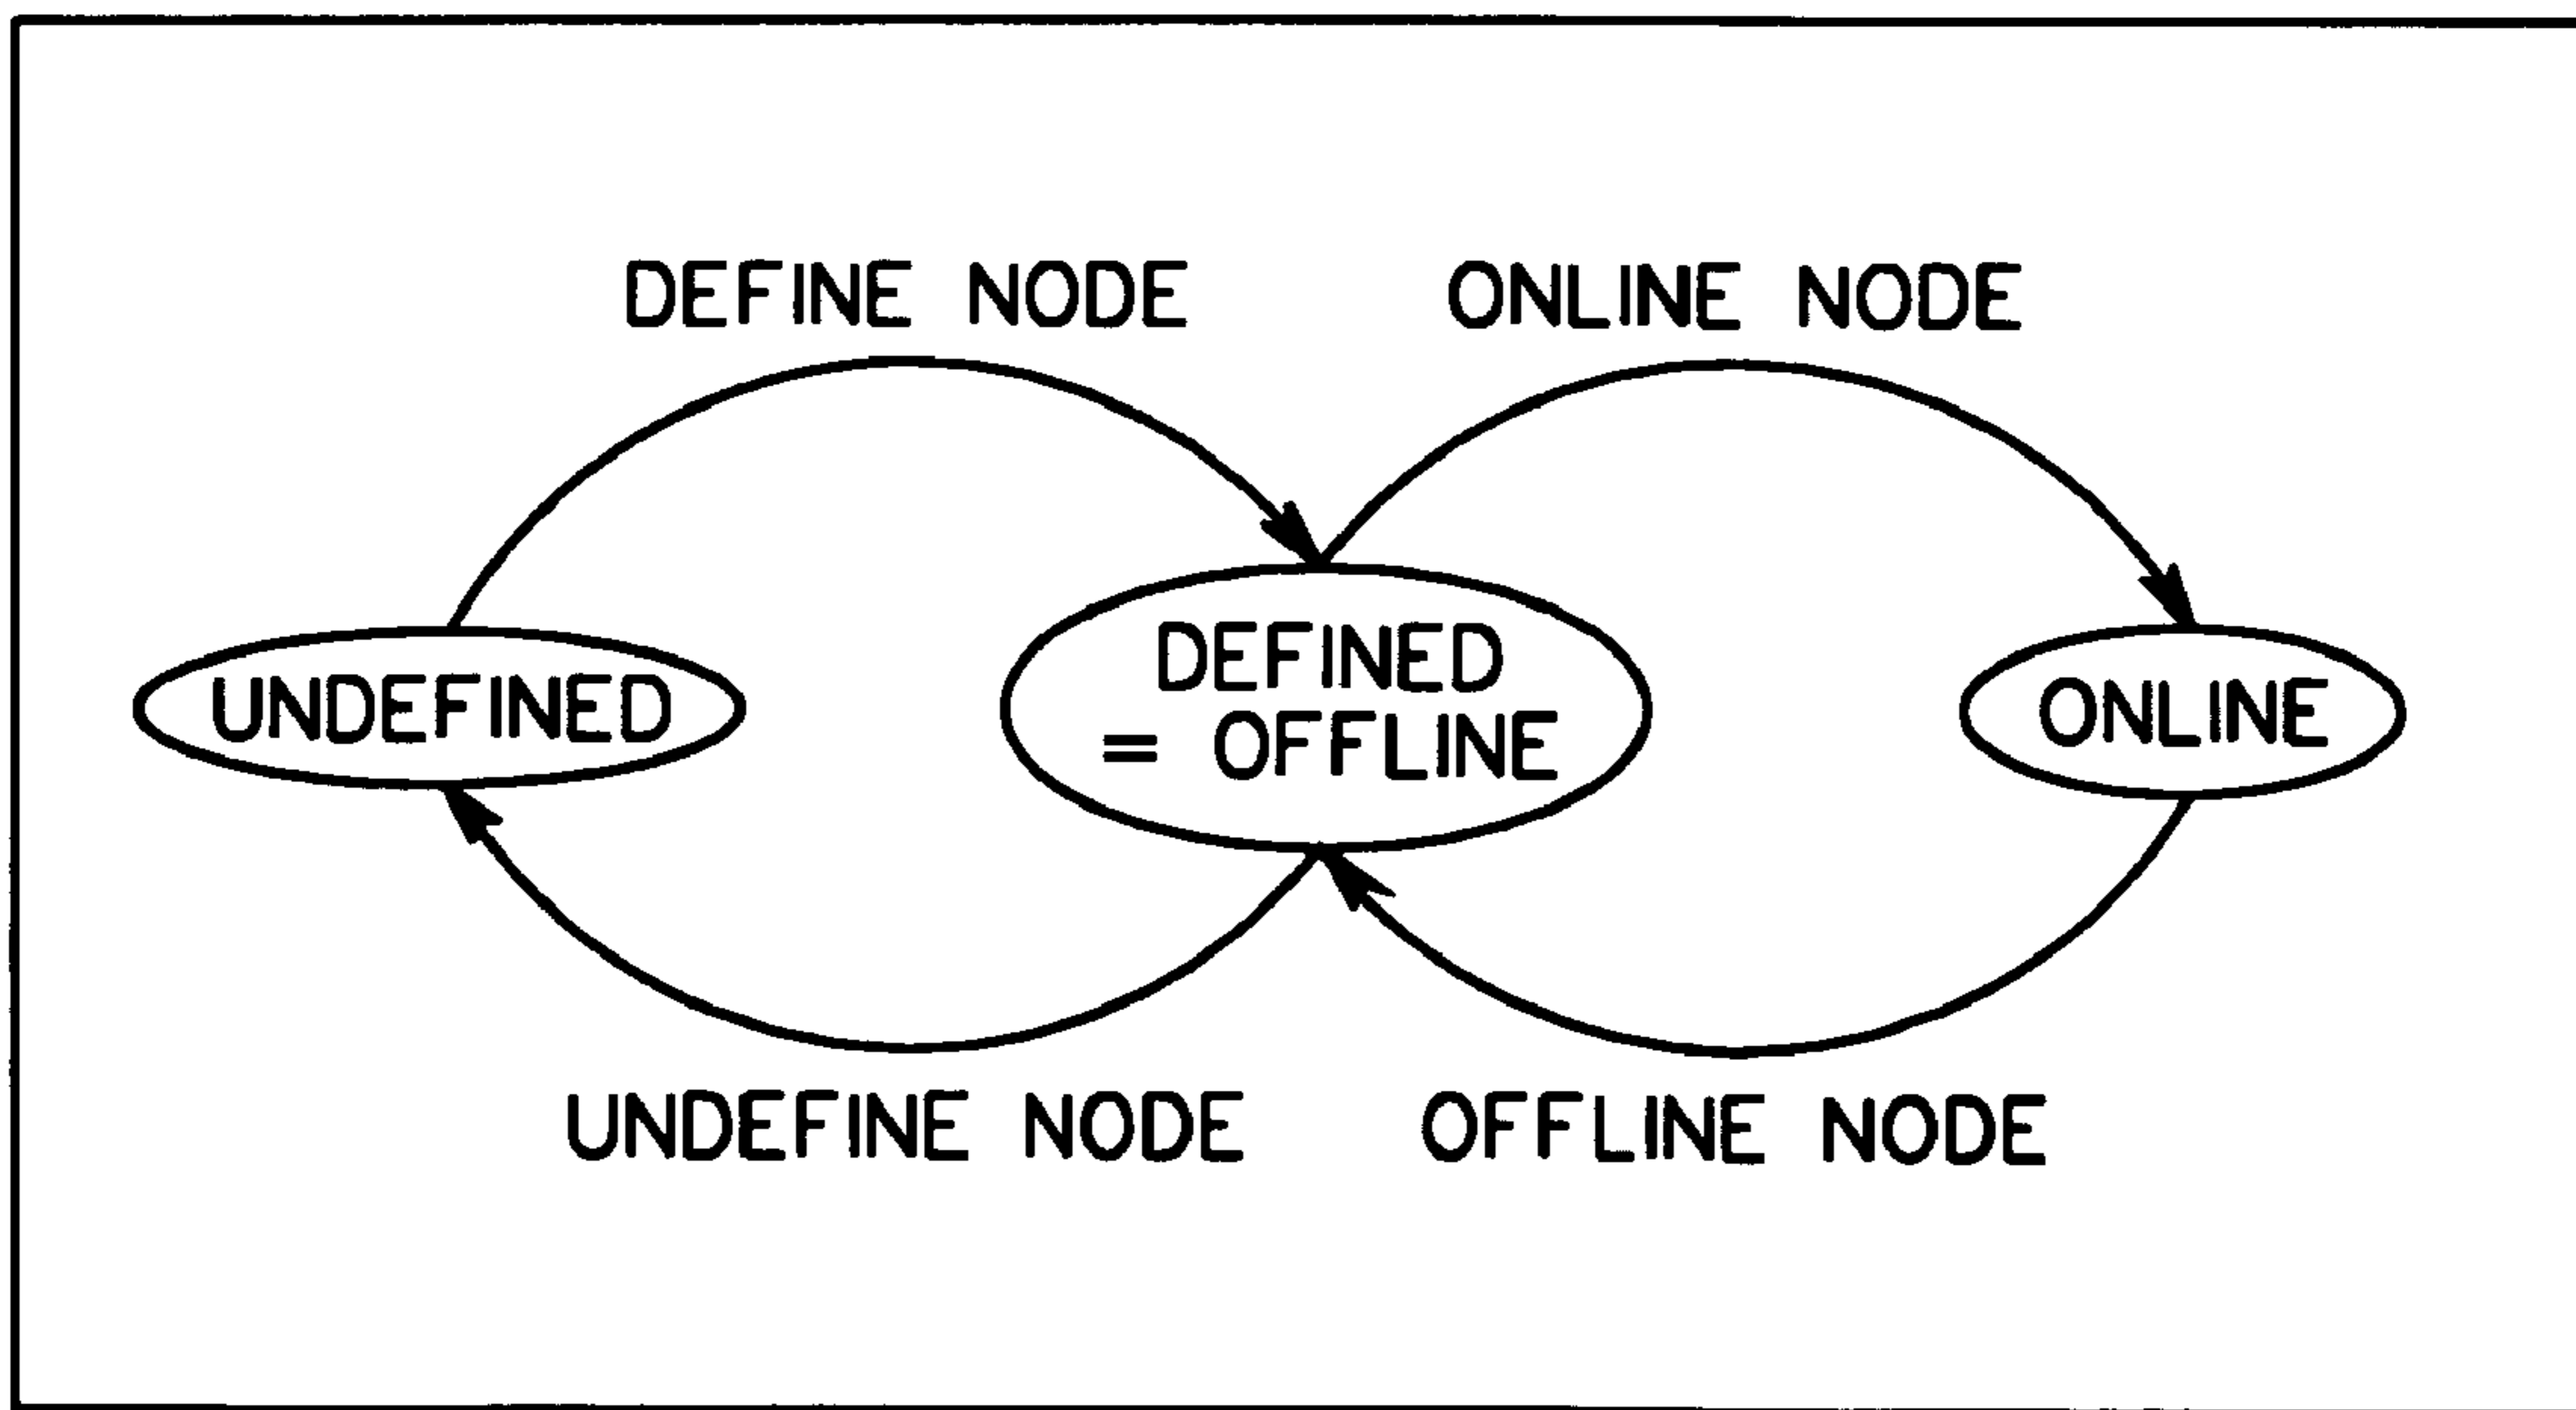 DEFINE NODE
ONLINE NODE
UNDEFINED
DEFINED
= OFFLINE
ONLINE
UNDEFINE NODE
OFFLINE NODE